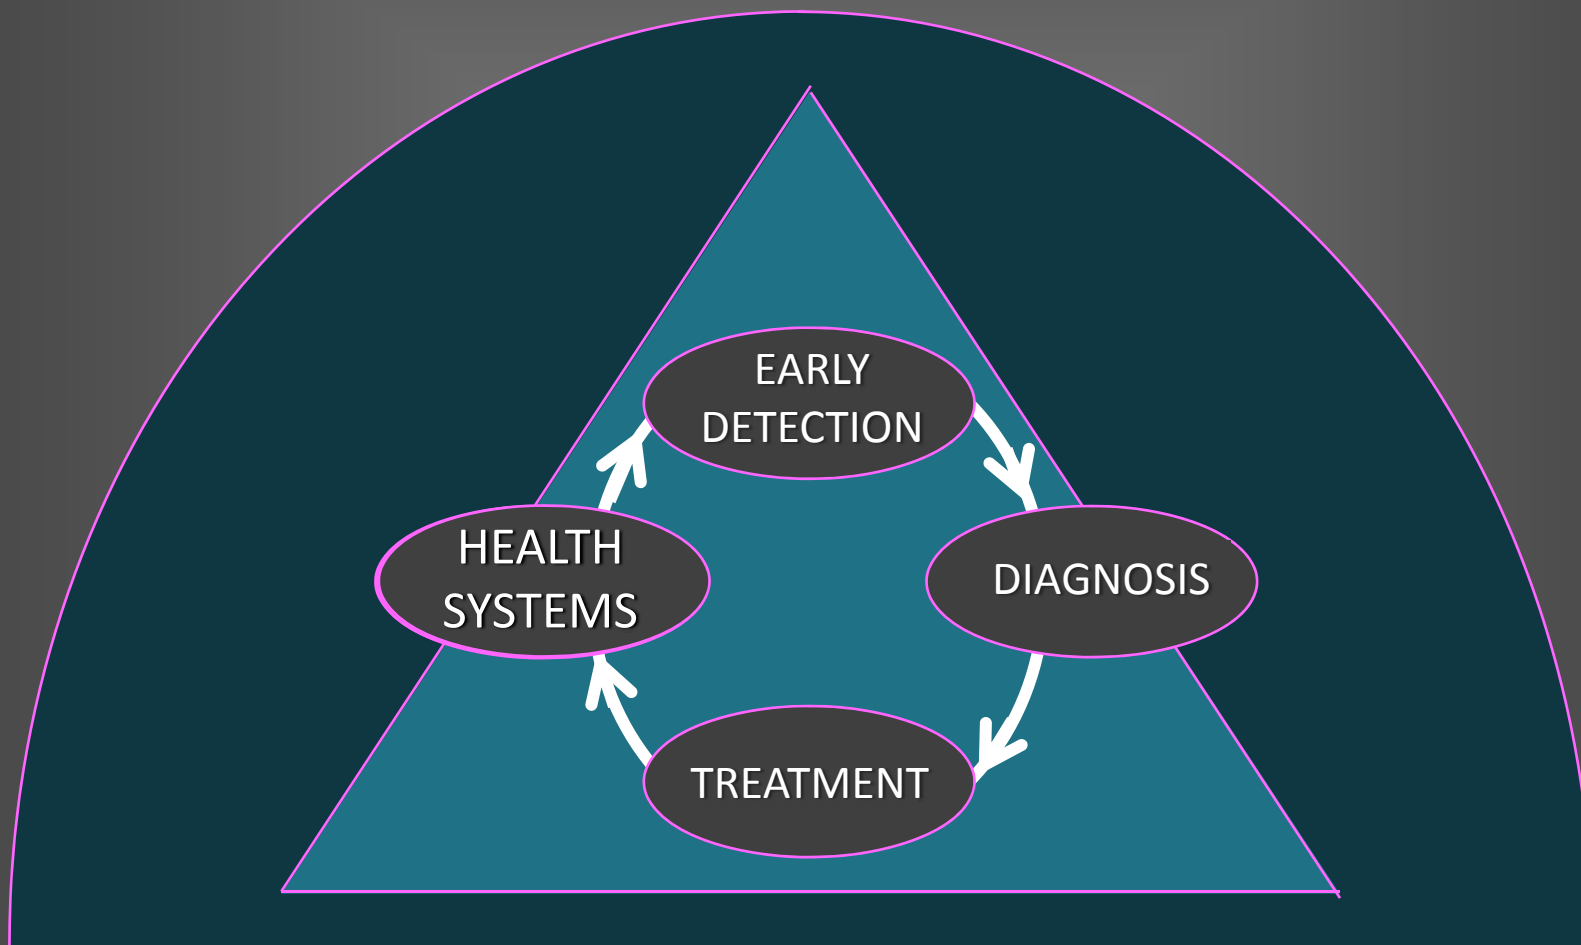 EARLY
DETECTION
HEALTH
SYSTEMS
DIAGNOSIS
TREATMENT